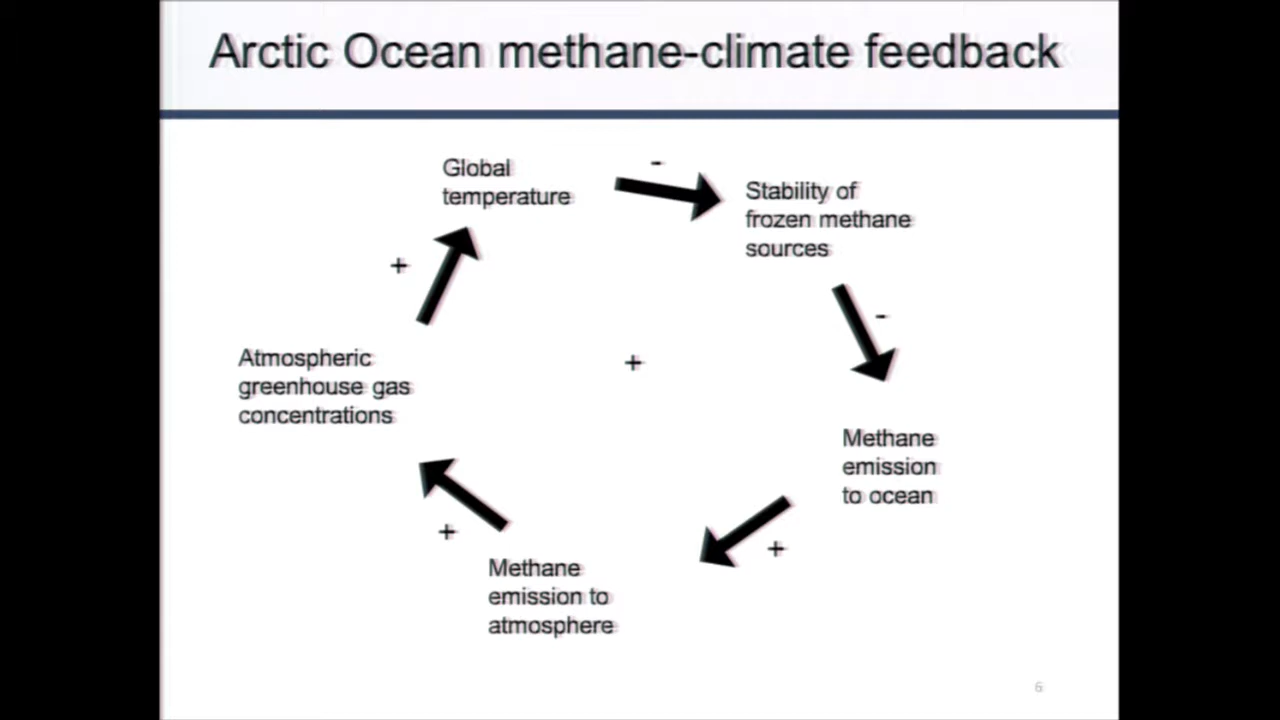 Arctic Ocean methane-climate feedback
Global
temperature
-
Stability of
frozen methane
sources
-
Methane
emission
to ocean
+
Methane
emission to
atmosphere
+
Atmospheric
greenhouse gas
concentrations
+
+
6